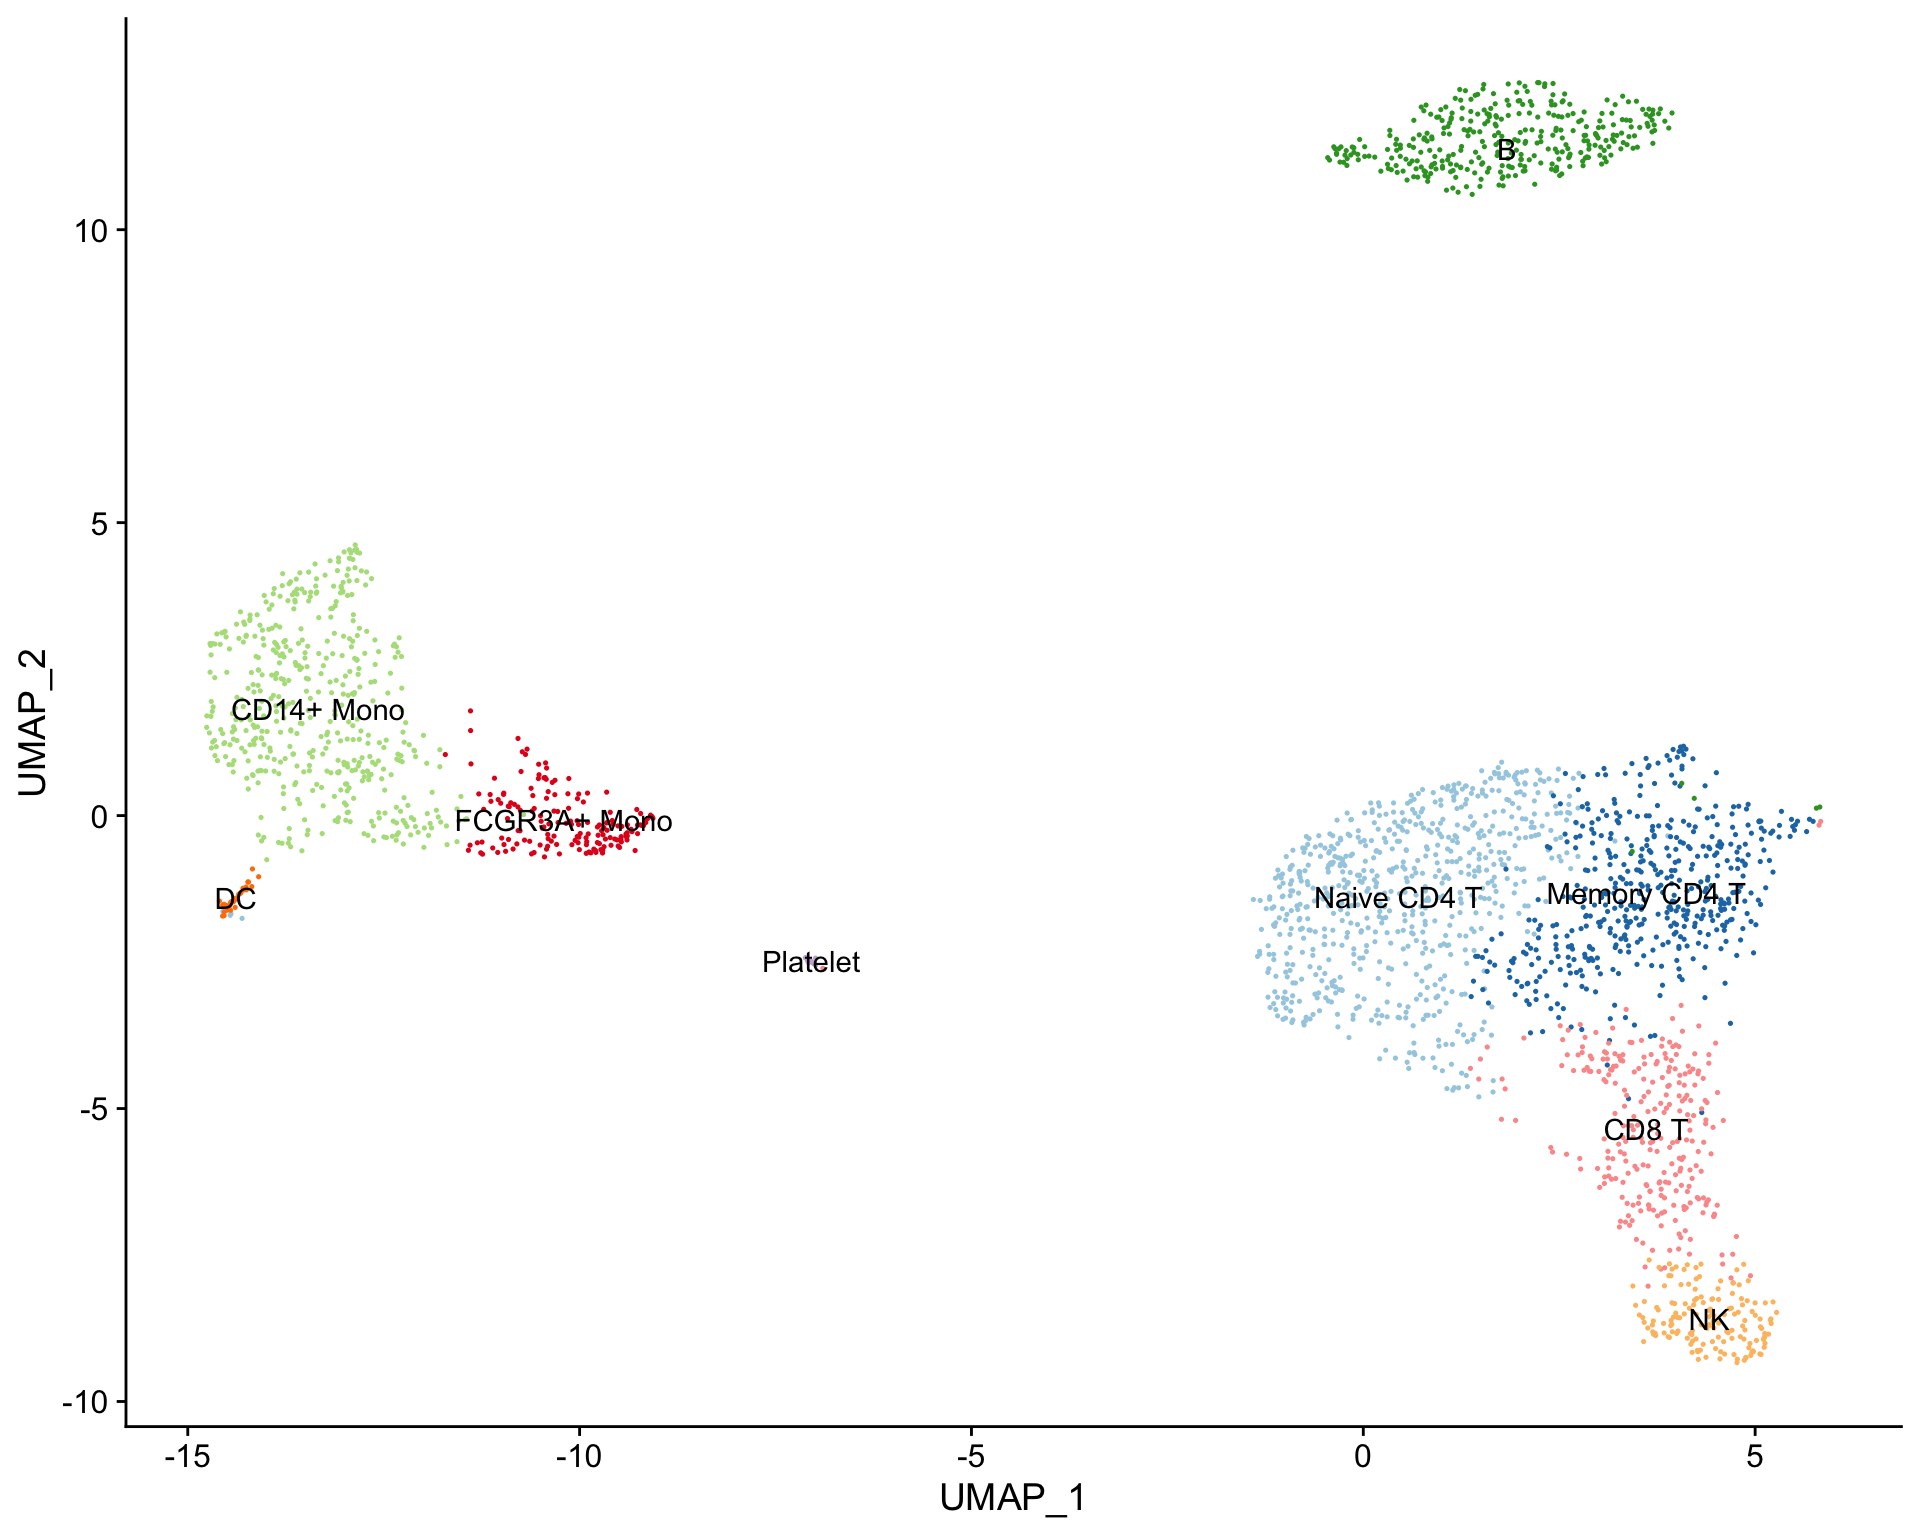 B
10
5
CD14+ Mono
UMAP_2
0
FCGR3A+ Mono
DC
Naive CD4 T
Memory CD4 T
Platelet
-5
CD8 T
NK
-10
-15
-10
-5
0
5
UMAP_1